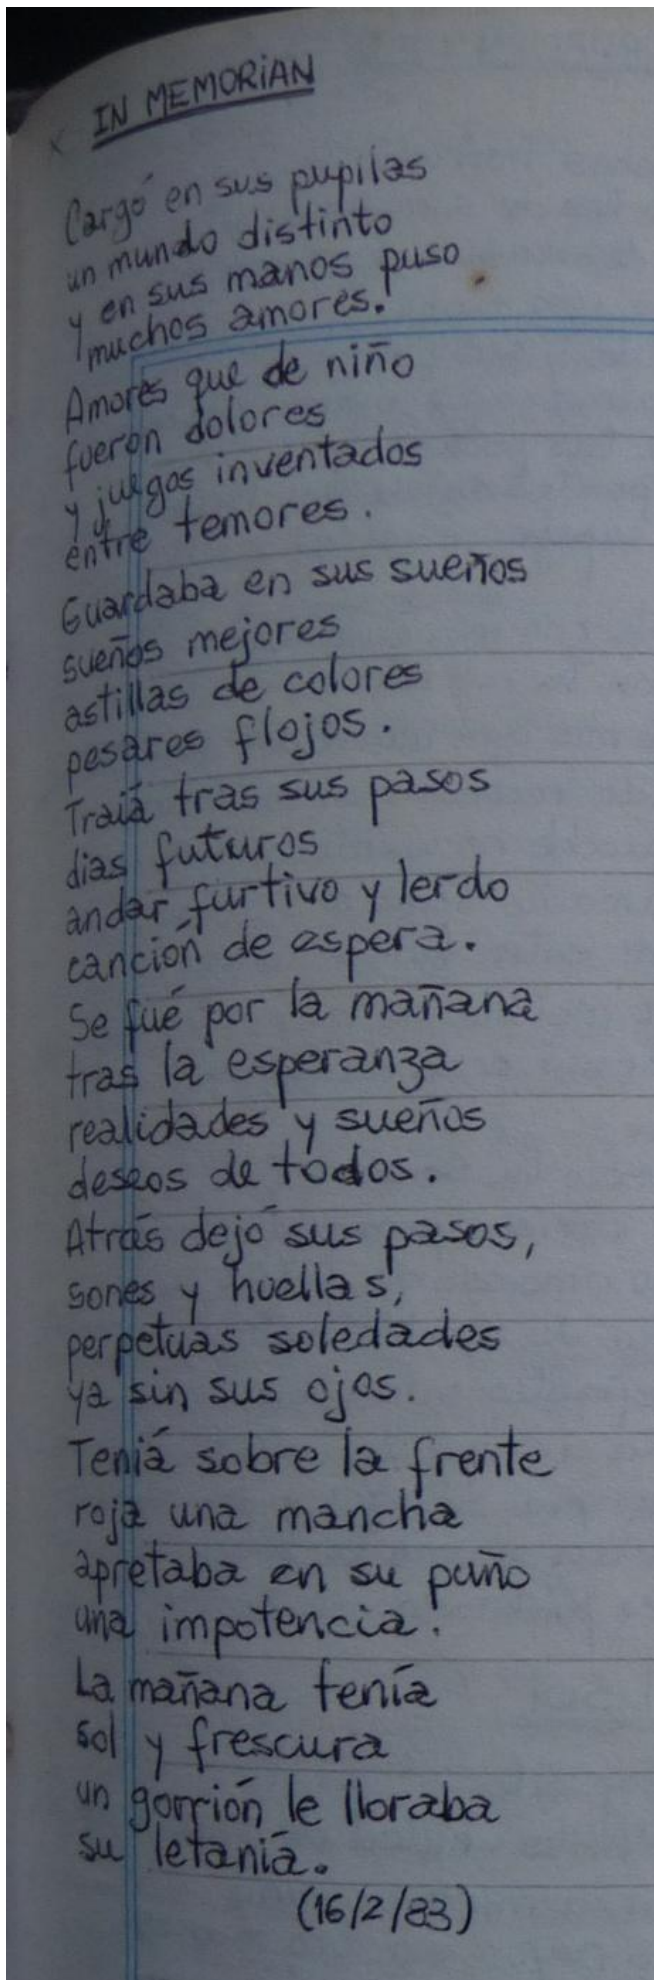 IN MEMORIAN
Cargó en sus pupilas
un mundo distinto
y en sus manos puso
muchos amores.
Amores que de niño
fueron dolores
y juegos inventados
entre temores.
Guardaba en sus sueños
sueños mejores
astillas de colores
pesares flojos.
Traiá tras sus pasos
dias futuros
andar furtivo y lerdo
canción de espera.
Se fué por la mañana
tras la esperanza
realidades y sueños
deseos de todos.
Atrás dejó sus pasos,
sones y huellas,
perpetuas soledades
ya sin sus ojos.
Teniá sobre la frente
roja una mancha
apretaba en su puño
una impotencia.
La mañana tenía
sol y frescura
un gorrión le lloraba
su letaniá.
(16/2/83)